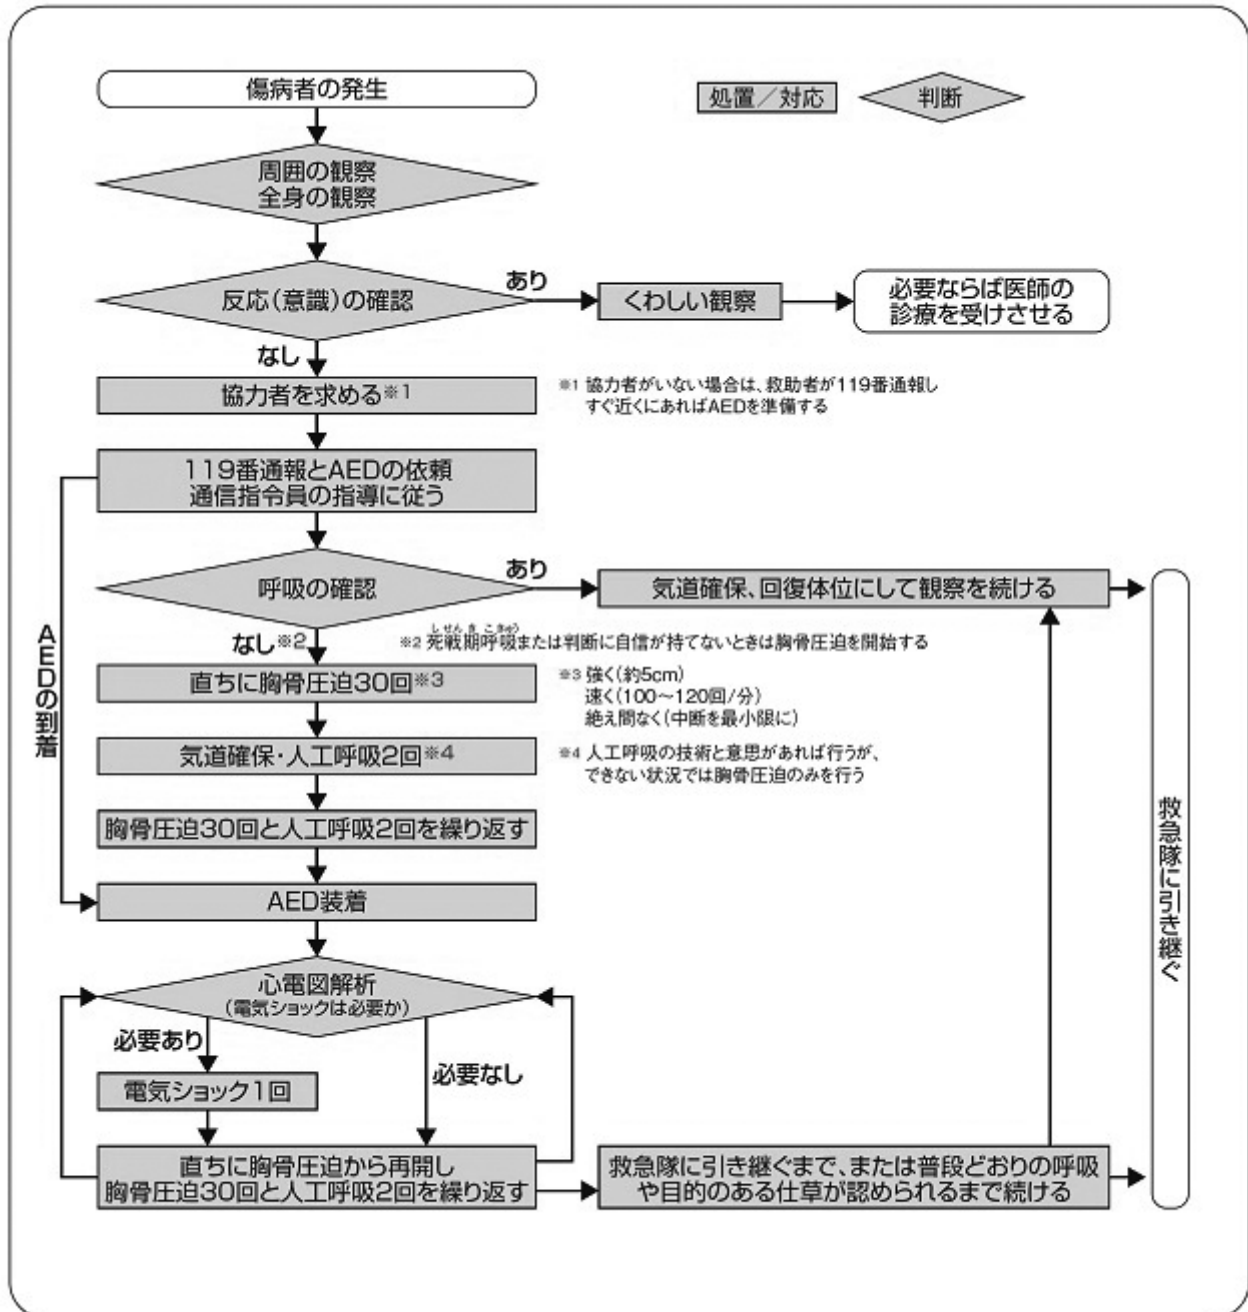 傷病者の発生
処置／対応
判断
周囲の観察
全身の観察
反応（意識）の確認
あり
くわしい観察
必要ならば医師の
診療を受けさせる
なし
協力者を求める※1
※1 協力者がいない場合は、救助者が119番通報し
すぐ近くにあればAEDを準備する
119番通報とAEDの依頼
通信指令員の指導に従う
呼吸の確認
あり
気道確保、回復体位にして観察を続ける
なし※2
しせんきこきゅう
※2 死戦期呼吸または判断に自信が持てないときは胸骨圧迫を開始する
直ちに胸骨圧迫30回※3
※3 強く（約5cm）
速く（100～120回/分）
絶え間なく（中断を最小限に）
気道確保・人工呼吸2回※4
※4 人工呼吸の技術と意思があれば行うが、
できない状況では胸骨圧迫のみを行う
胸骨圧迫30回と人工呼吸2回を繰り返す
AEDの到着
AED装着
心電図解析
（電気ショックは必要か）
必要あり
必要なし
電気ショック1回
直ちに胸骨圧迫から再開し
胸骨圧迫30回と人工呼吸2回を繰り返す
救急隊に引き継ぐまで、または普段どおりの呼吸
や目的のある仕草が認められるまで続ける
救急隊に引き継ぐ